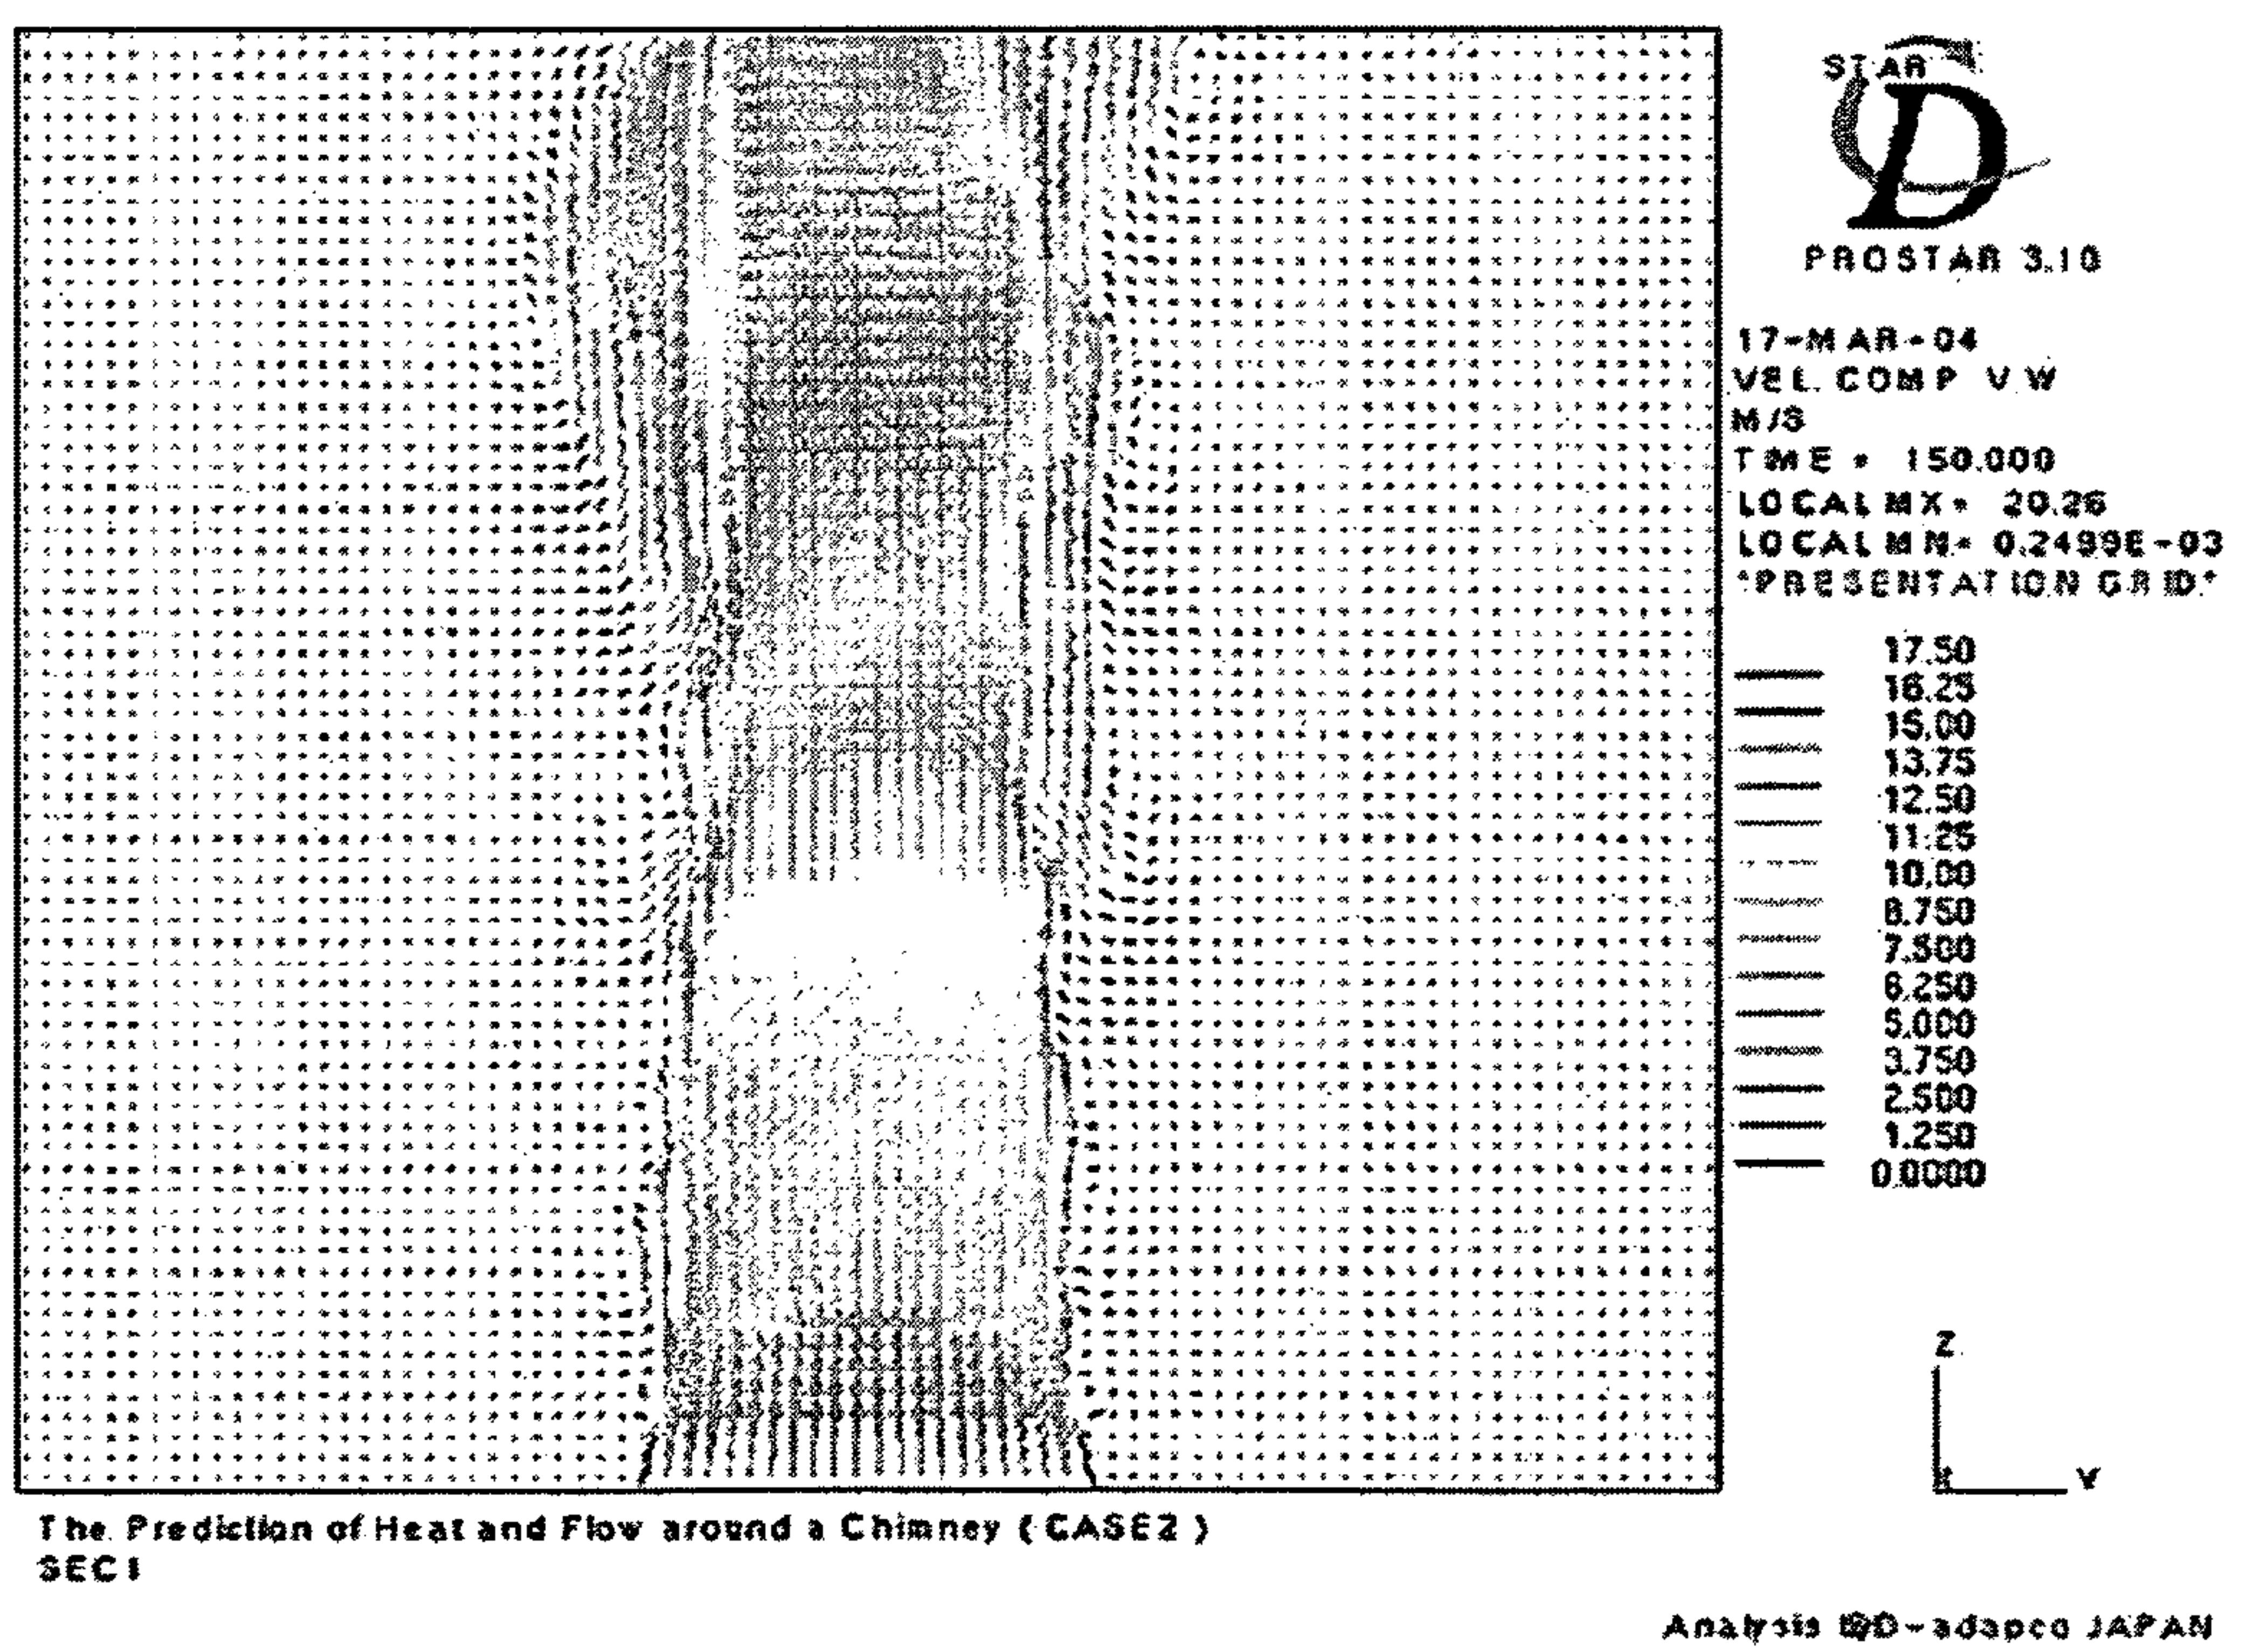 STAR
CD
PROSTAR 3.10
17-MAR-04
VEL. COMP V W
M/S
TIME = 150.000
LOCAL MX= 20.26
LOCAL MN= 0.2499E-03
*PRESENTATION GRID*
17.50
16.25
15.00
13.75
12.50
11.25
10.00
8.750
7.500
6.250
5.000
3.750
2.500
1.250
0.0000
Z
Y
The Prediction of Heat and Flow around a Chimney (CASE2)
SEC1
Analysis CD-adapco JAPAN